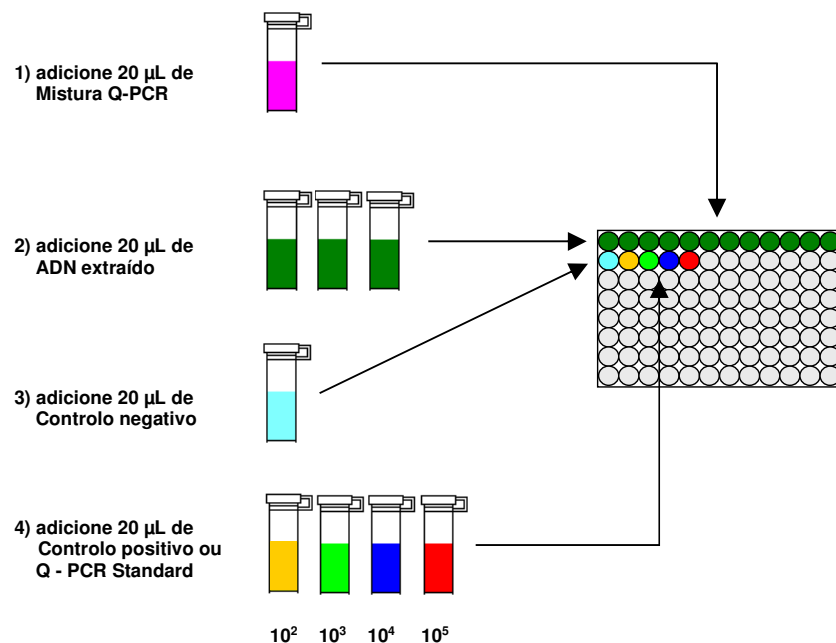 1) adicione 20 µL de
Mistura Q-PCR
2) adicione 20 µL de
ADN extraído
3) adicione 20 µL de
Controlo negativo
4) adicione 20 µL de
Controlo positivo ou
Q - PCR Standard
10² 10³ 10⁴ 10⁵